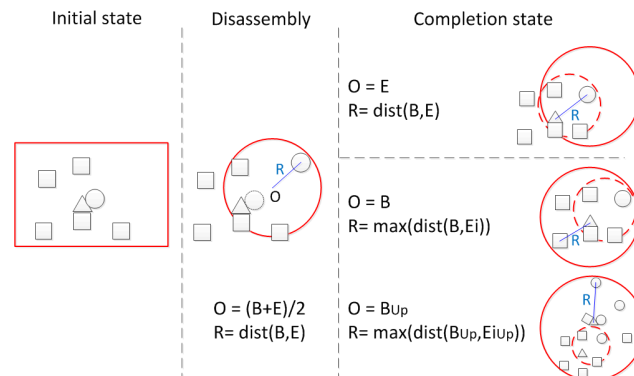 Initial state
Disassembly
Completion state
O = E
R= dist(B,E)
R
R
O
O = B
R= max(dist(B,Ei))
R
O = (B+E)/2
R= dist(B,E)
O = BUp
R= max(dist(BUp,EiUp))
R